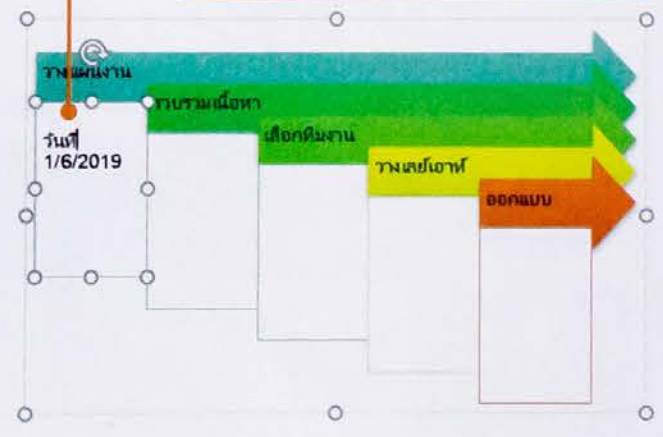 วางแผนงาน
รวบรวมเนื้อหา
เลือกทีมงาน
วางเลย์เอาท์
ออกแบบ
วันที่
1/6/2019